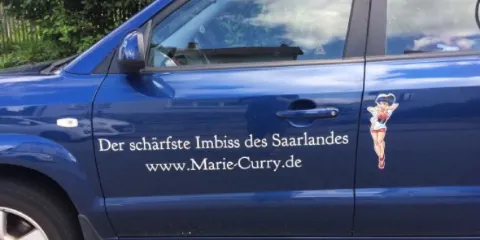 Der schärfste Imbiss des Saarlandes
www.Marie-Curry.de